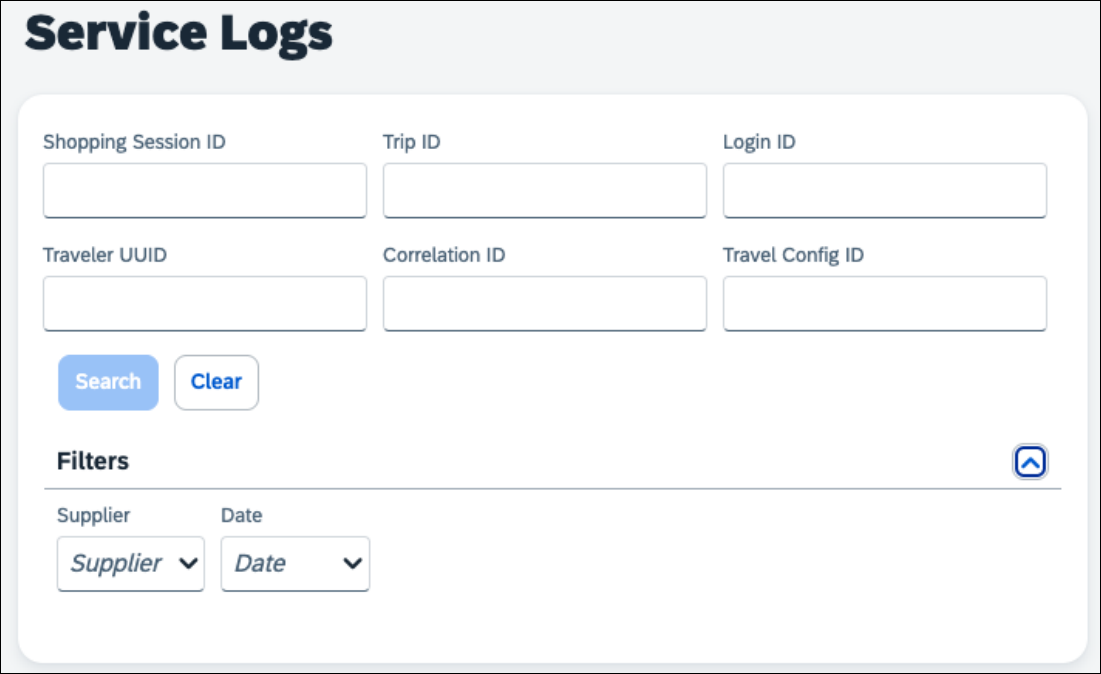 Service Logs
Shopping Session ID Trip ID Login ID
Traveler UUID Correlation ID Travel Config ID
Search Clear
Filters
Supplier Date
Supplier Date